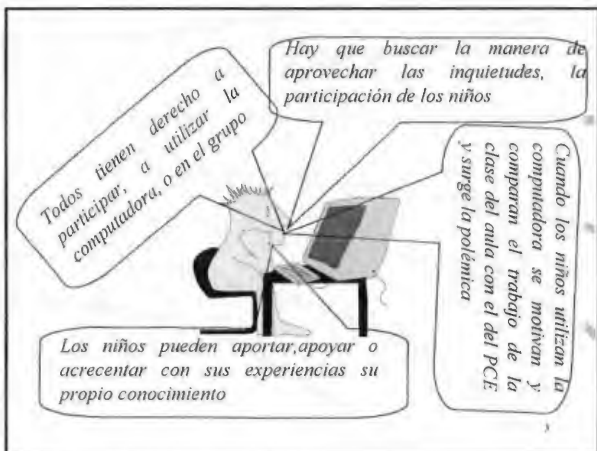 Hay que buscar la manera de
aprovechar las inquietudes, la
participación de los niños
Todos tienen derecho a
participar, a utilizar la
computadora, o en el grupo
Cuando los niños utilizan la
computadora se motivan y
comparan el trabajo de la
clase del aula con el del PCE
y surge la polémica
Los niños pueden aportar,apoyar o
acrecentar con sus experiencias su
propio conocimiento